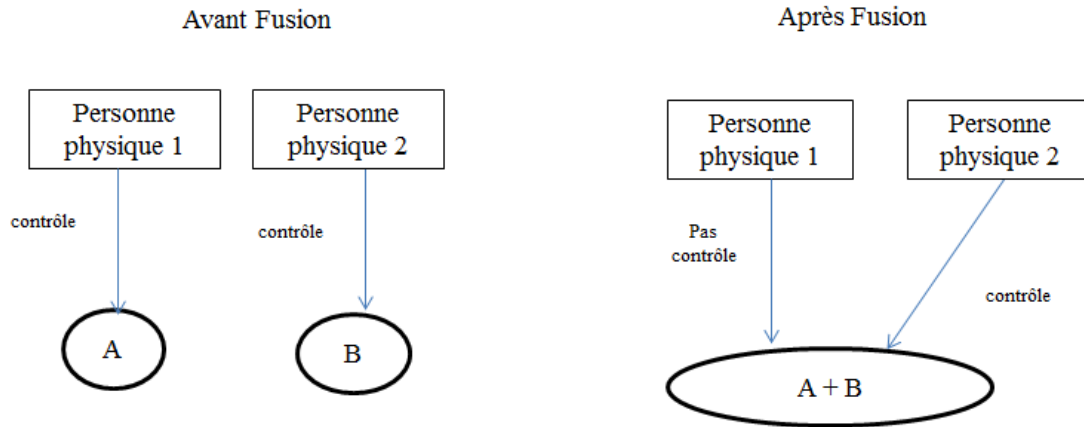 Avant Fusion
Personne
physique 1
Personne
physique 2
contrôle
contrôle
A
B
Après Fusion
Personne
physique 1
Personne
physique 2
Pas
contrôle
contrôle
A + B